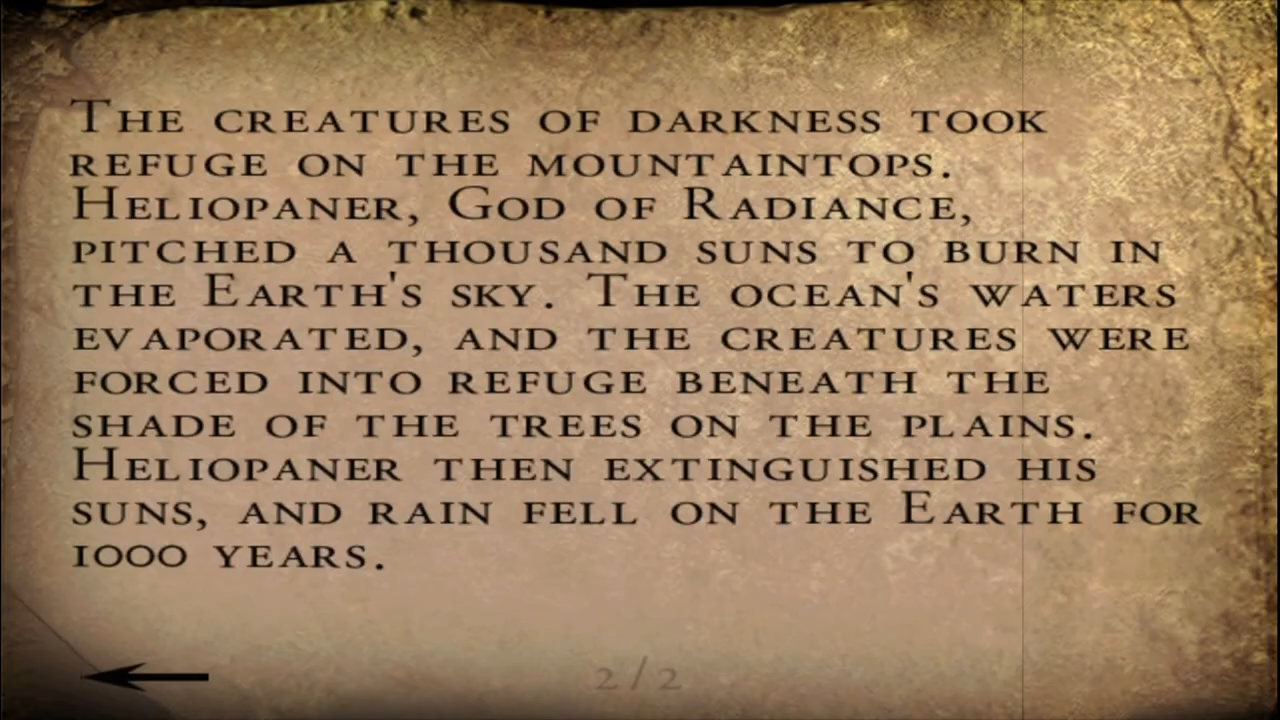 The creatures of darkness took
refuge on the mountaintops.
Heliopaner, God of Radiance,
pitched a thousand suns to burn in
the Earth's sky. The ocean's waters
evaporated, and the creatures were
forced into refuge beneath the
shade of the trees on the plains.
Heliopaner then extinguished his
suns, and rain fell on the Earth for
1000 years.
2/2